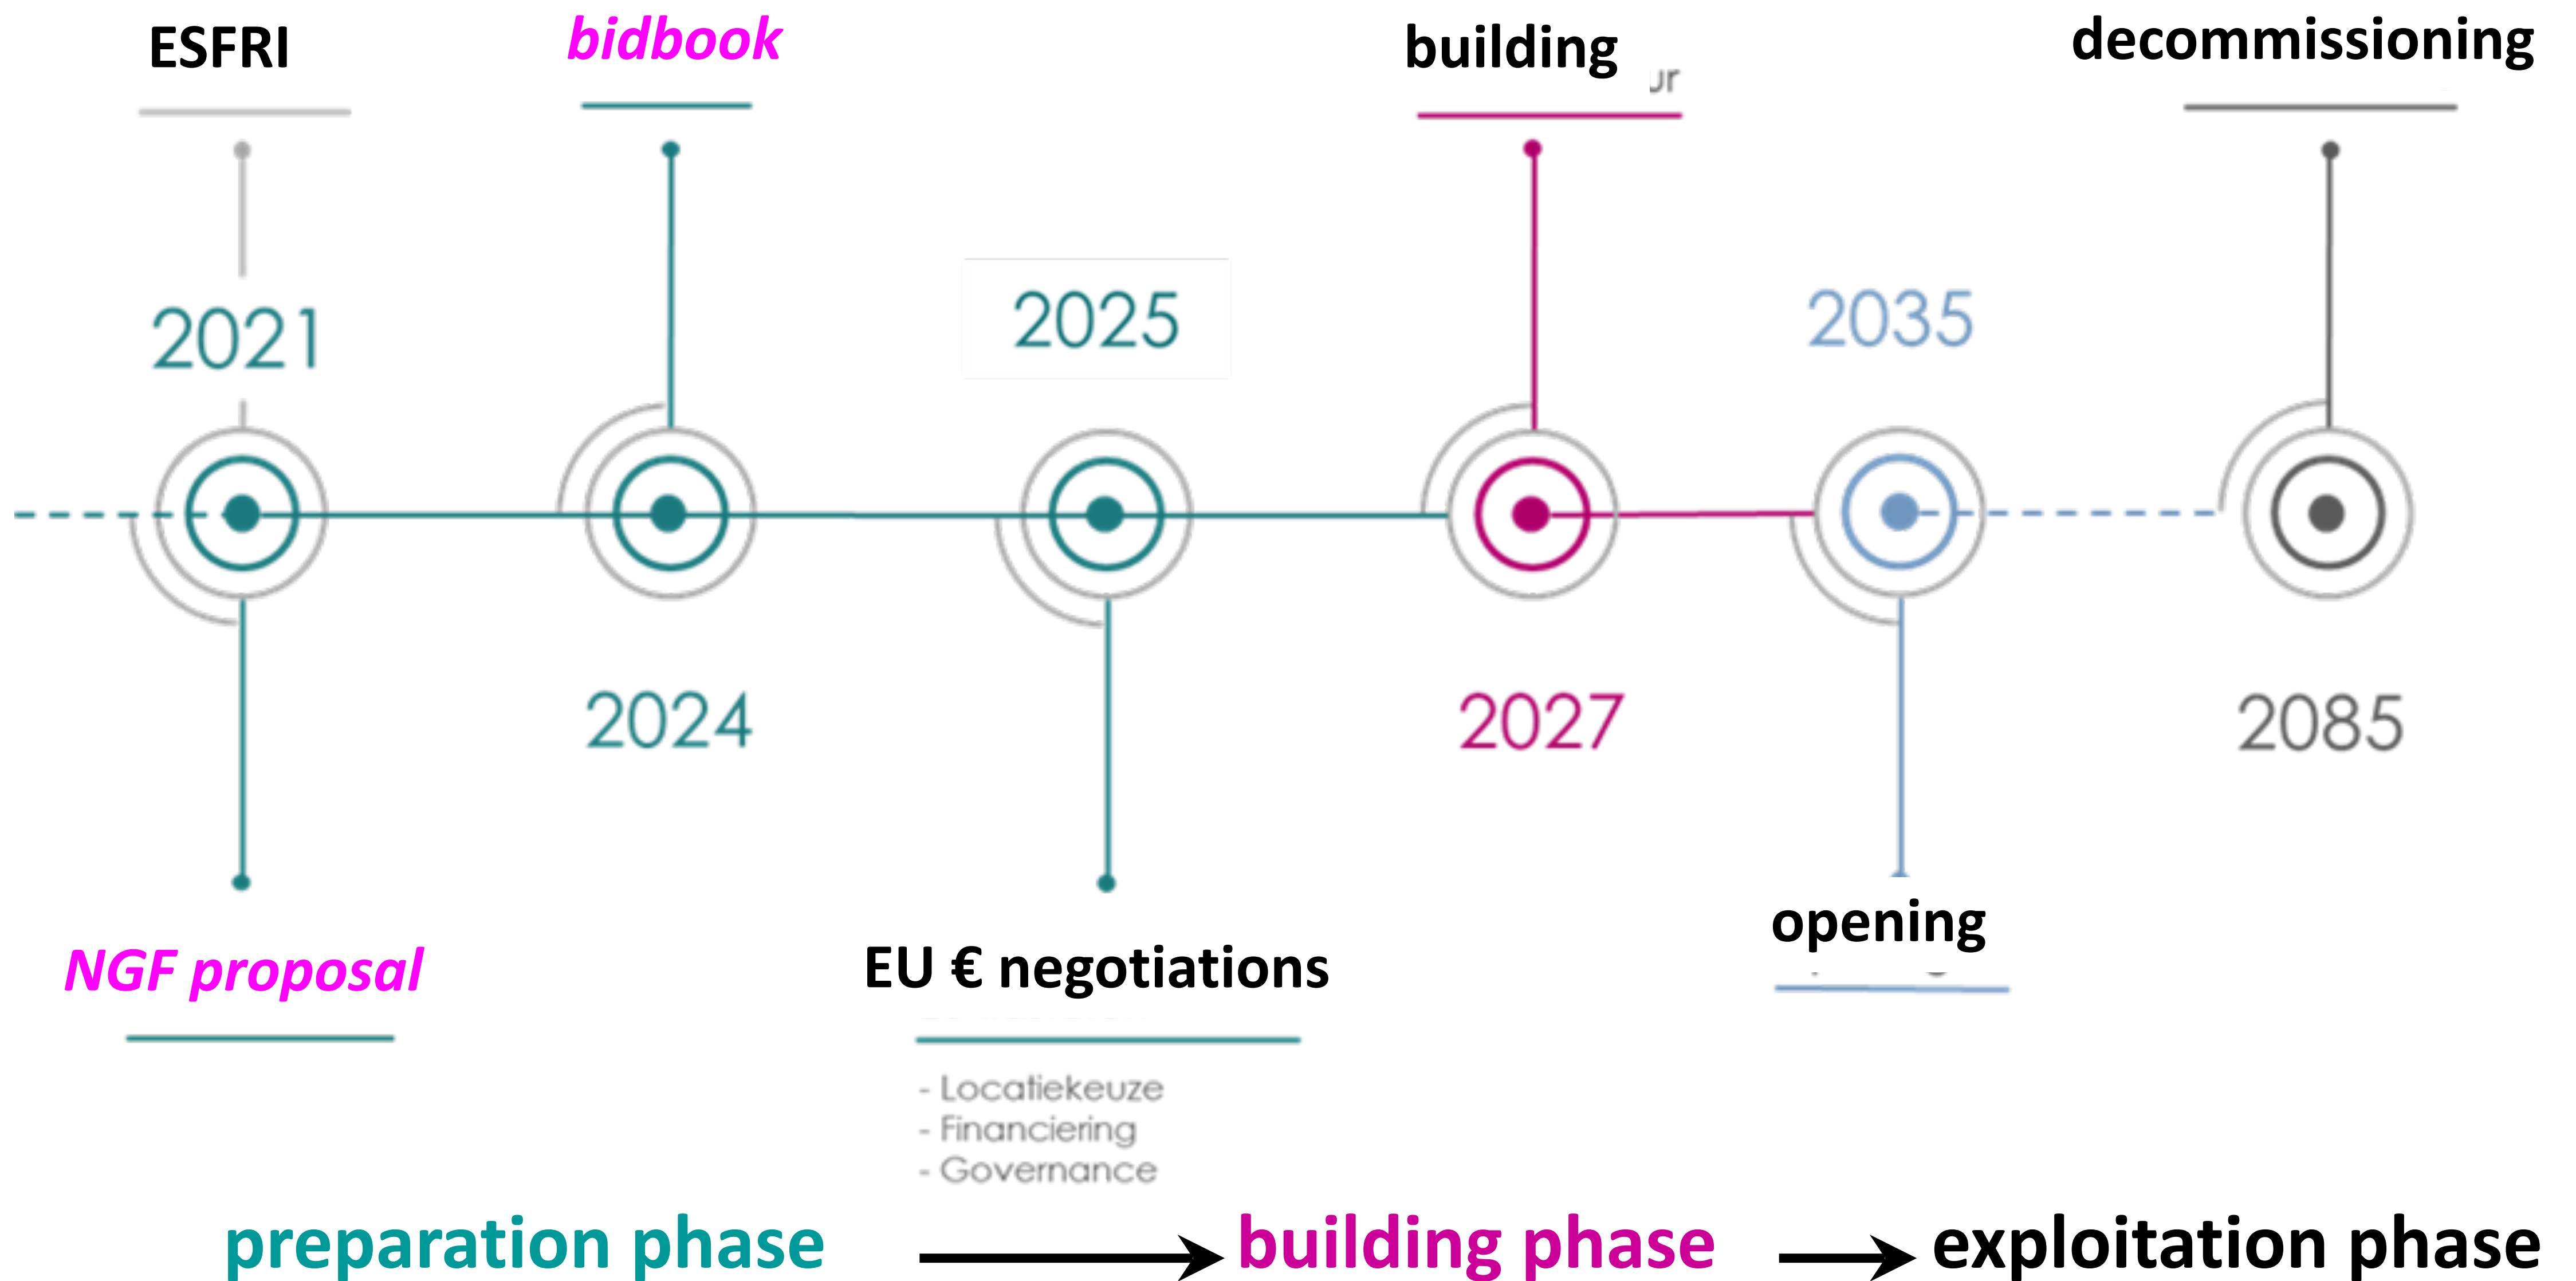 ESFRI
bidbook
building
ur
decommissioning
2021
2025
2035
2024
2027
2085
NGF proposal
EU € negotiations
opening
- Locatiekeuze
- Financiering
- Governance
preparation phase
building phase
exploitation phase